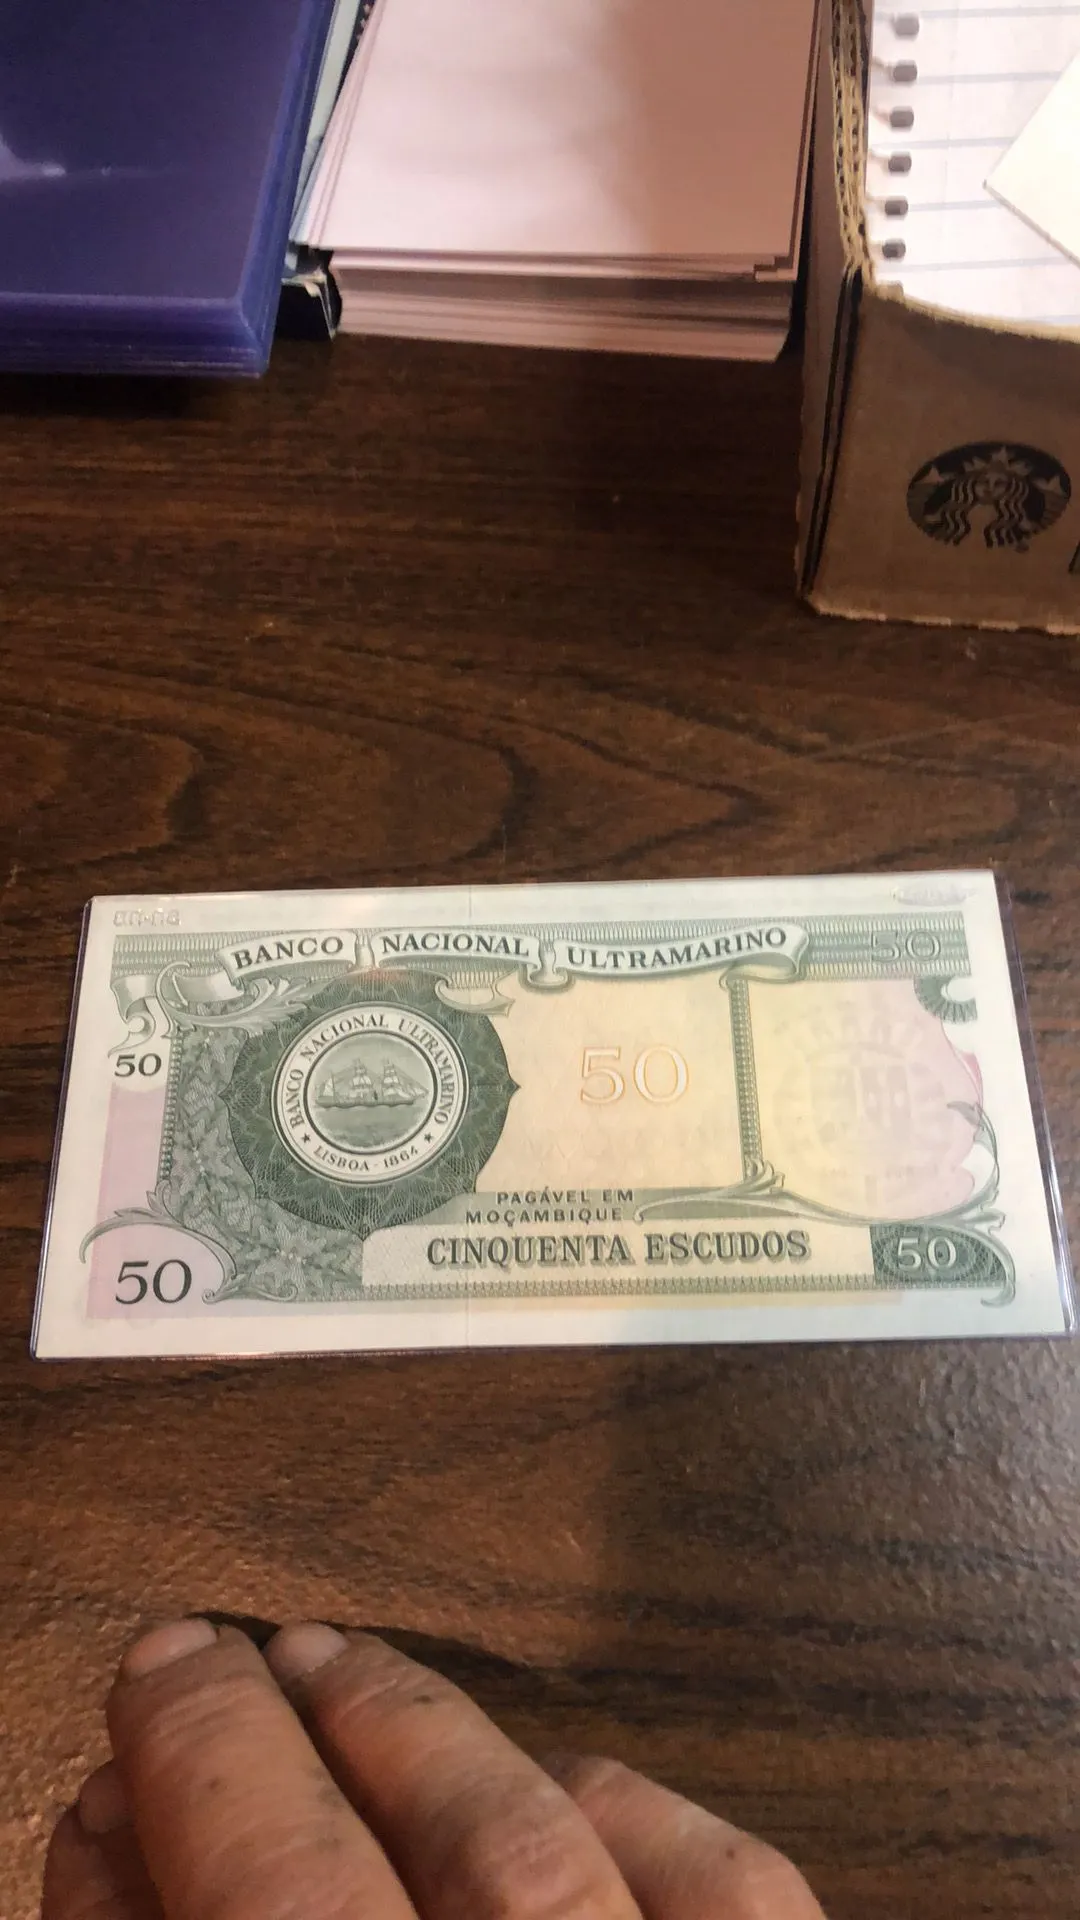 BANCO NACIONAL ULTRAMARINO
50
50
BANCO NACIONAL ULTRAMARINO
LISBOA - 1864
50
PAGÁVEL EM
MOÇAMBIQUE
CINQUENTA ESCUDOS
50
50